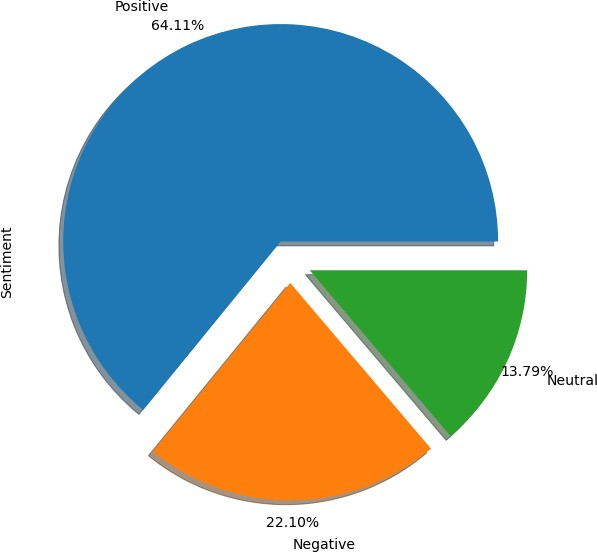 Positive
64.11%
Sentiment
13.79%
Neutral
22.10%
Negative